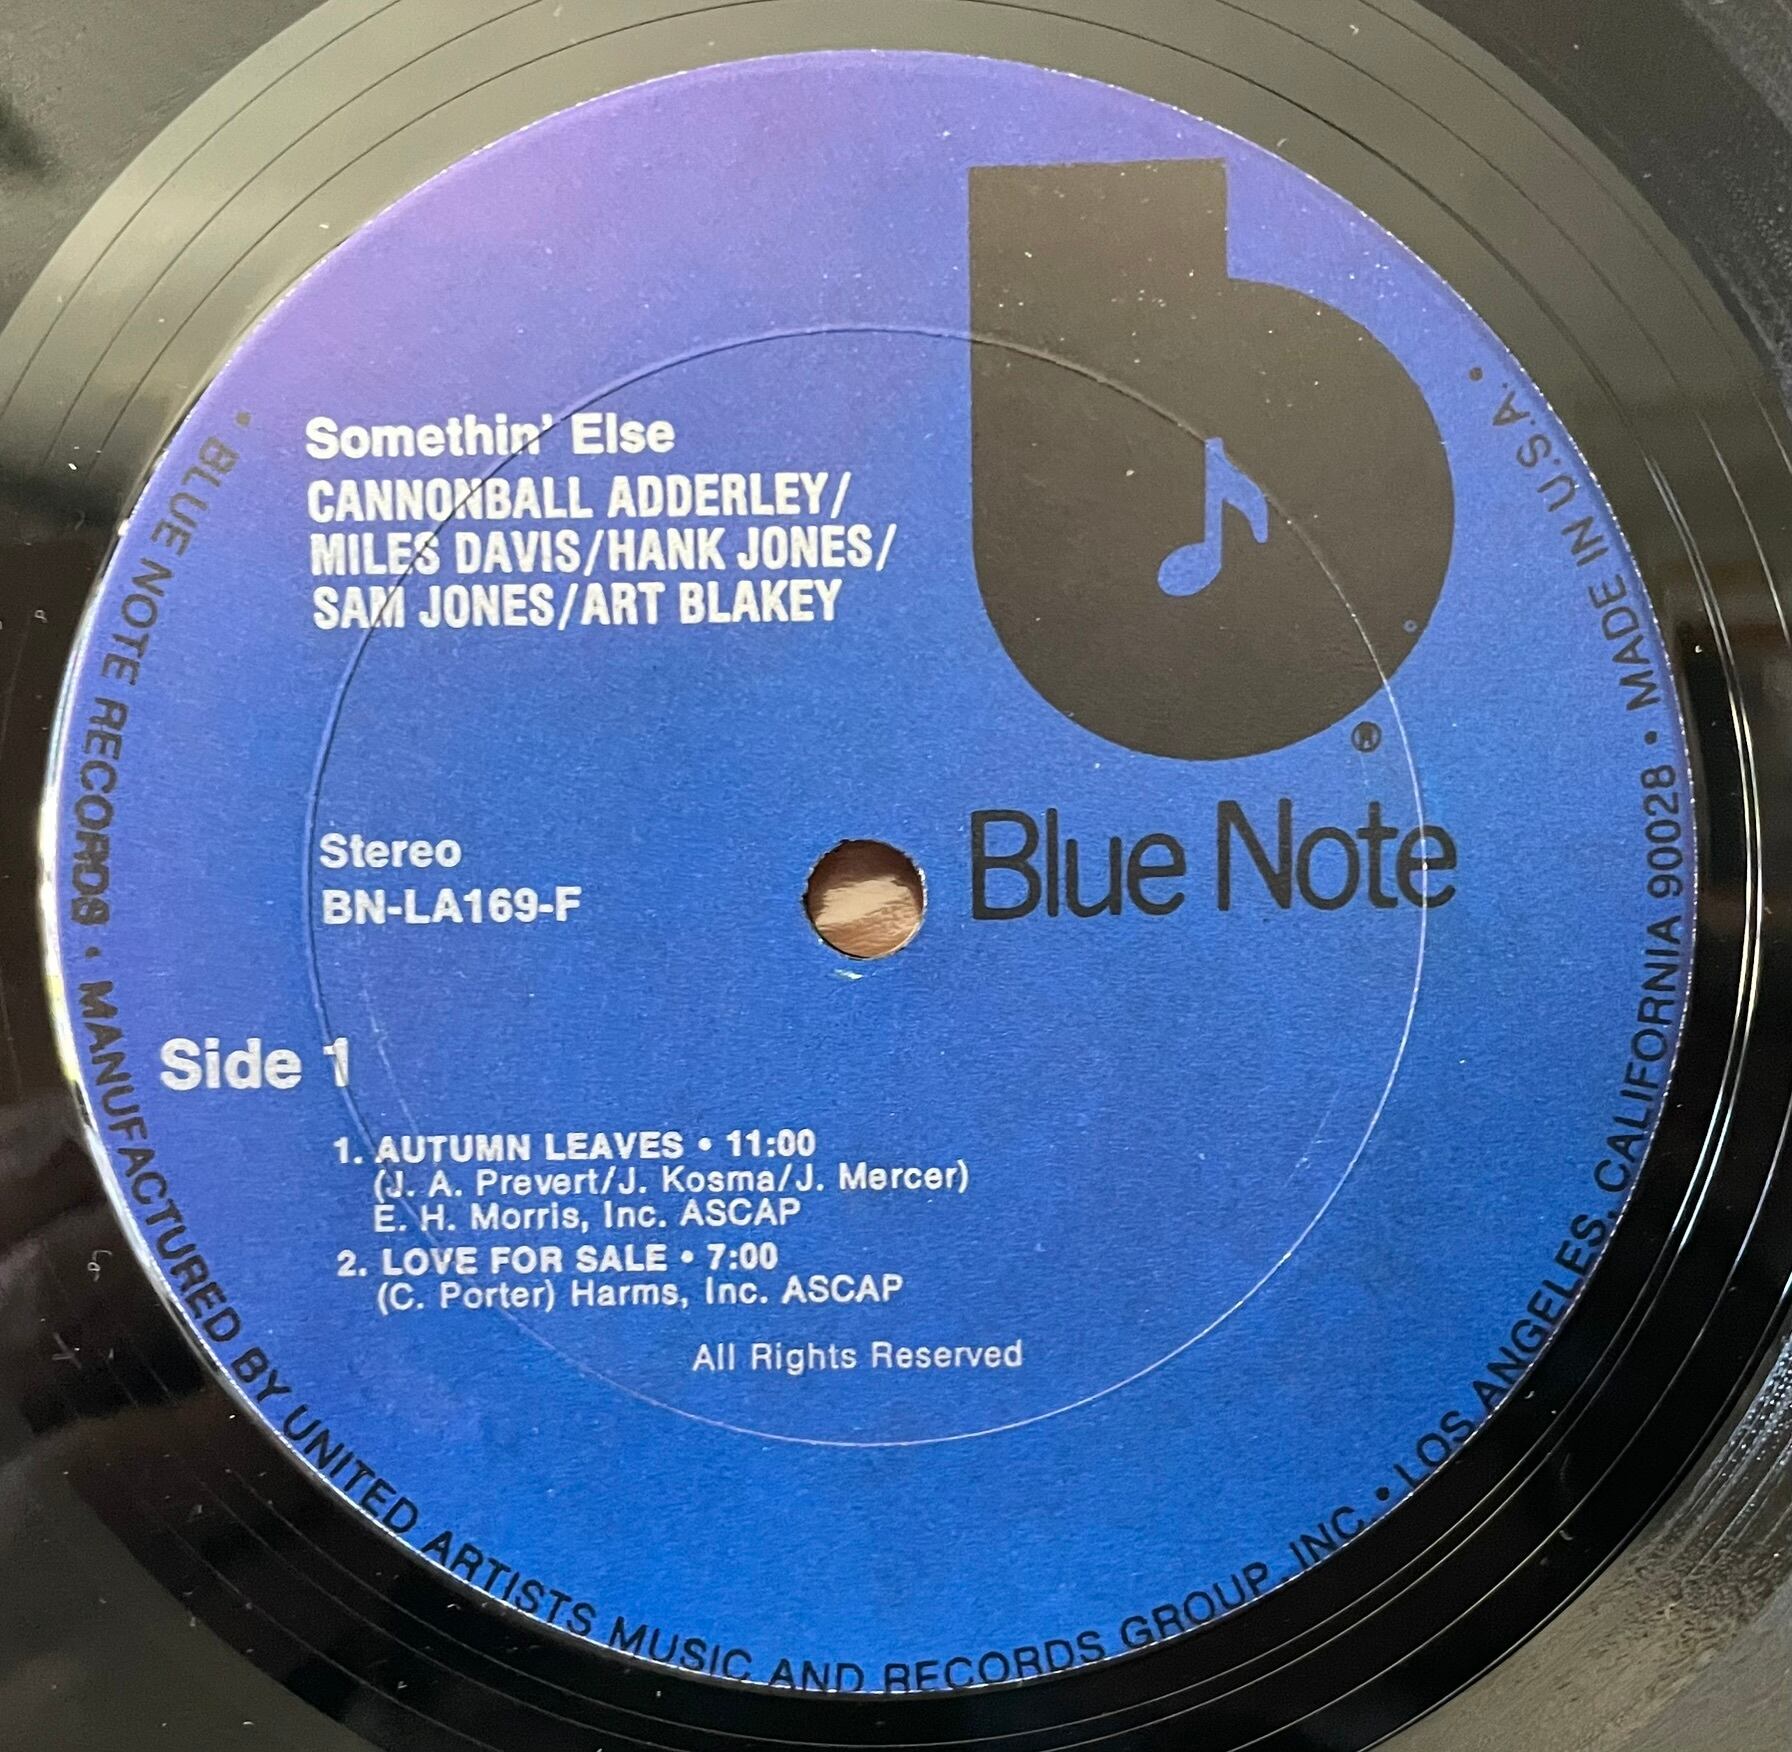 Somethin' Else
CANNONBALL ADDERLEY/
MILES DAVIS/HANK JONES/
SAM JONES/ART BLAKEY
Stereo
BN-LA169-F
Blue Note
Side 1
1. AUTUMN LEAVES • 11:00
(J. A. Prevert/J. Kosma/J. Mercer)
E. H. Morris, Inc. ASCAP
2. LOVE FOR SALE • 7:00
(C. Porter) Harms, Inc. ASCAP
All Rights Reserved
• BLUE NOTE RECORDS • MANUFACTURED BY UNITED ARTISTS MUSIC AND RECORDS GROUP, INC. • LOS ANGELES, CALIFORNIA 90028 • MADE IN U.S.A. •